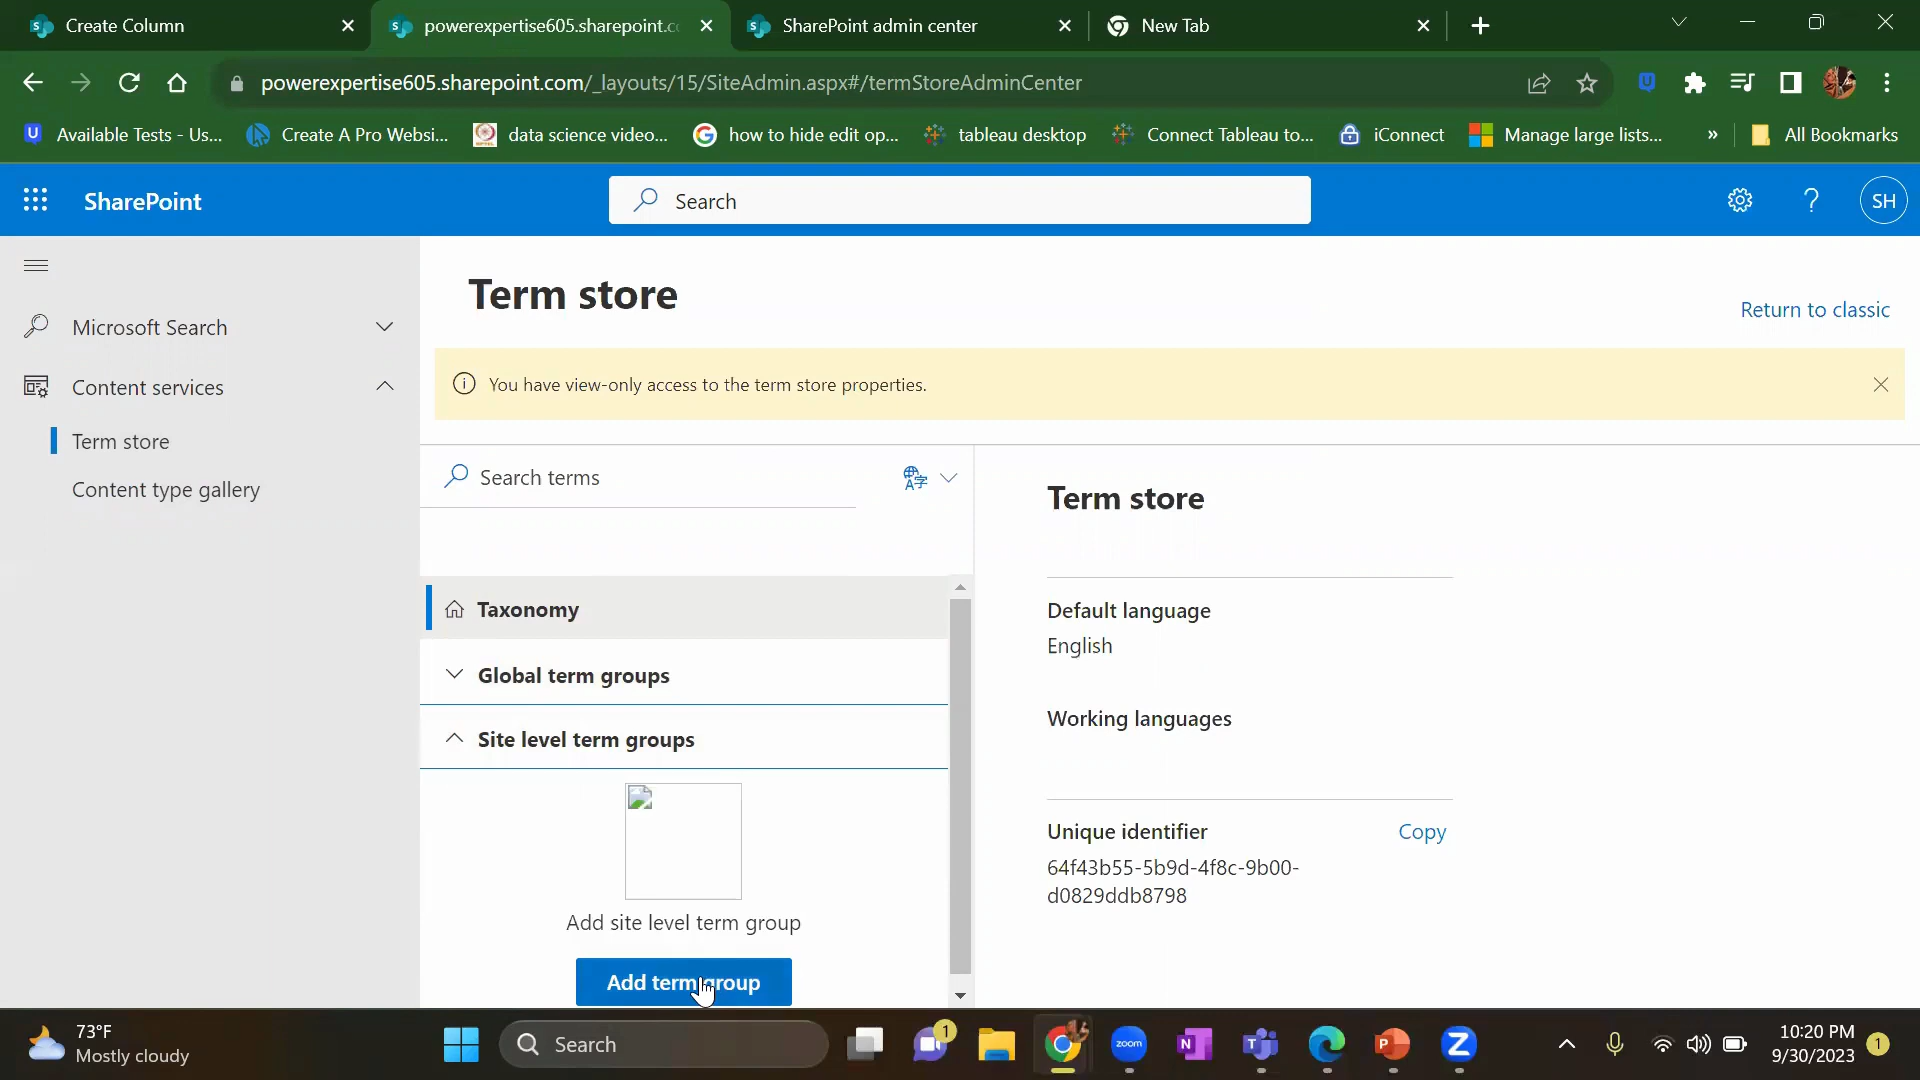 Create Column
powerexpertise605.sharepoint.c
SharePoint admin center
New Tab
powerexpertise605.sharepoint.com/_layouts/15/SiteAdmin.aspx#/termStoreAdminCenter
Available Tests - Us...
Create A Pro Websi...
data science video...
how to hide edit op...
tableau desktop
Connect Tableau to...
iConnect
Manage large lists...
»
All Bookmarks
SharePoint
Search
SH
Term store
Return to classic
Microsoft Search
Content services
Term store
Content type gallery
You have view-only access to the term store properties.
Search terms
Taxonomy
Global term groups
Site level term groups
Add site level term group
Add term group
Term store
Default language
English
Working languages
Unique identifier
Copy
64f43b55-5b9d-4f8c-9b00-
d0829ddb8798
73°F
Mostly cloudy
Search
1
zoom
10:20 PM
9/30/2023
1